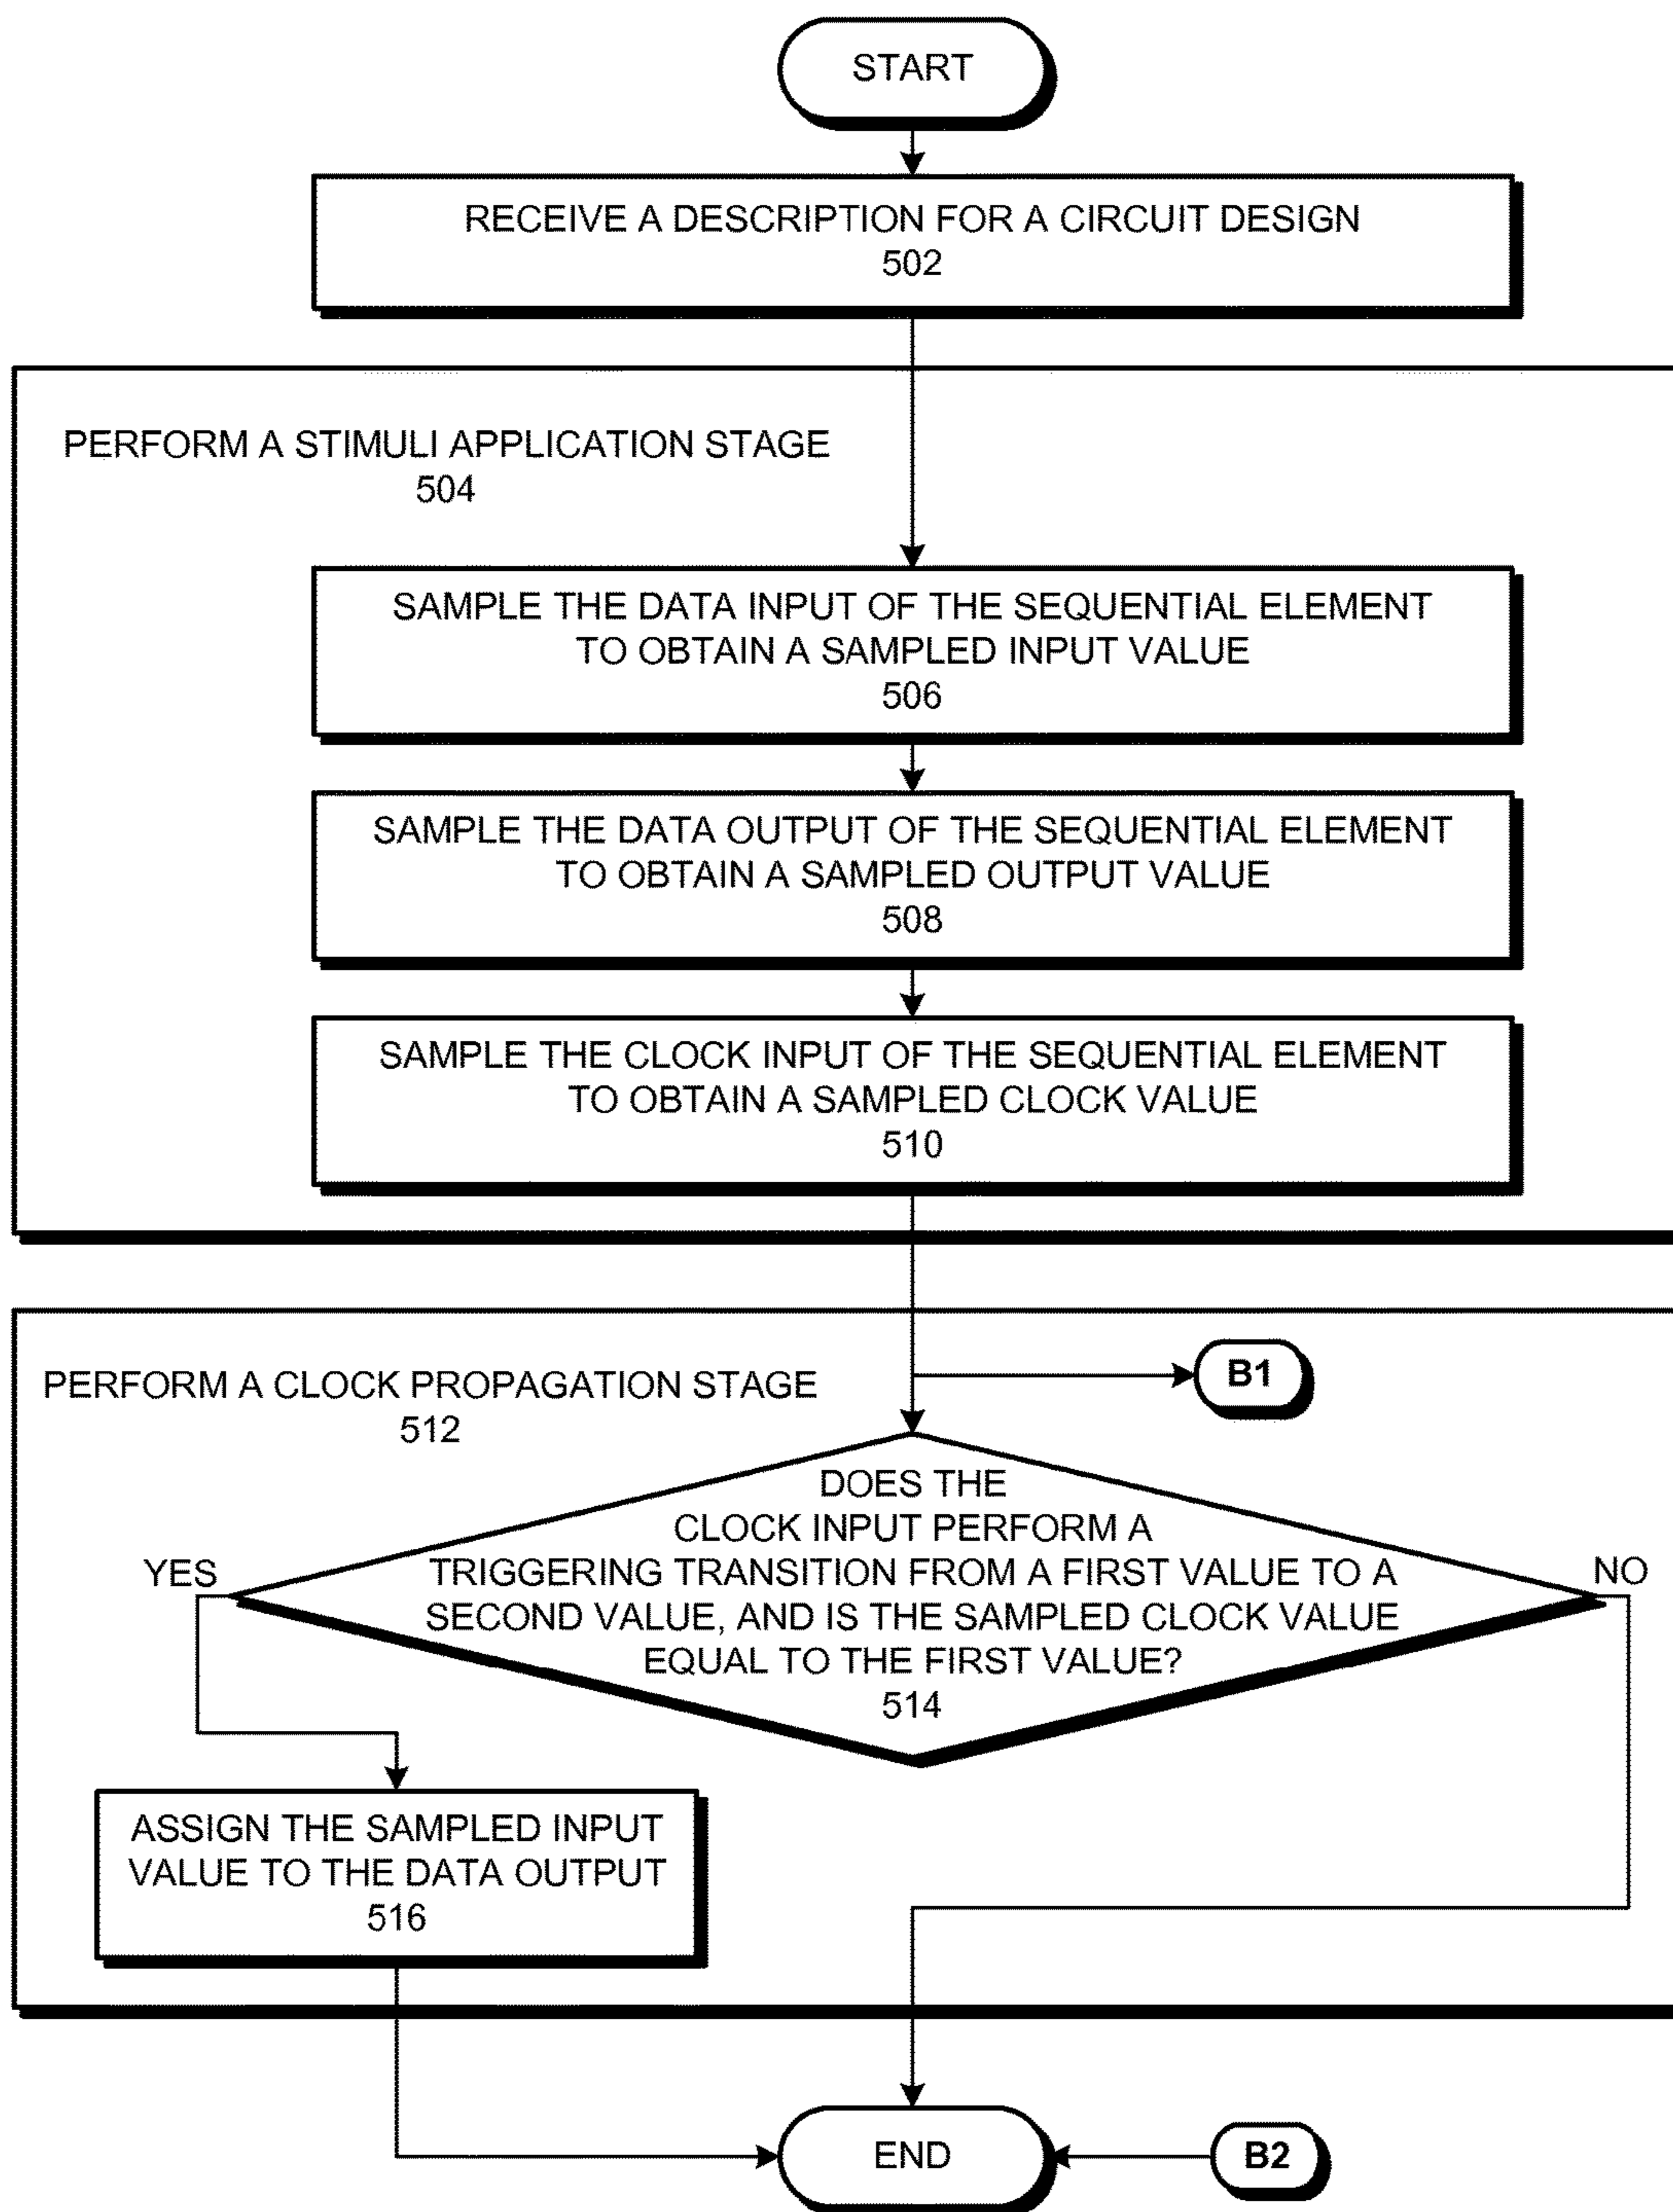 START
RECEIVE A DESCRIPTION FOR A CIRCUIT DESIGN
502
PERFORM A STIMULI APPLICATION STAGE
504
SAMPLE THE DATA INPUT OF THE SEQUENTIAL ELEMENT
TO OBTAIN A SAMPLED INPUT VALUE
506
SAMPLE THE DATA OUTPUT OF THE SEQUENTIAL ELEMENT
TO OBTAIN A SAMPLED OUTPUT VALUE
508
SAMPLE THE CLOCK INPUT OF THE SEQUENTIAL ELEMENT
TO OBTAIN A SAMPLED CLOCK VALUE
510
B1
PERFORM A CLOCK PROPAGATION STAGE
512
DOES THE
CLOCK INPUT PERFORM A
TRIGGERING TRANSITION FROM A FIRST VALUE TO A
SECOND VALUE, AND IS THE SAMPLED CLOCK VALUE
EQUAL TO THE FIRST VALUE?
514
YES
NO
ASSIGN THE SAMPLED INPUT
VALUE TO THE DATA OUTPUT
516
END
B2